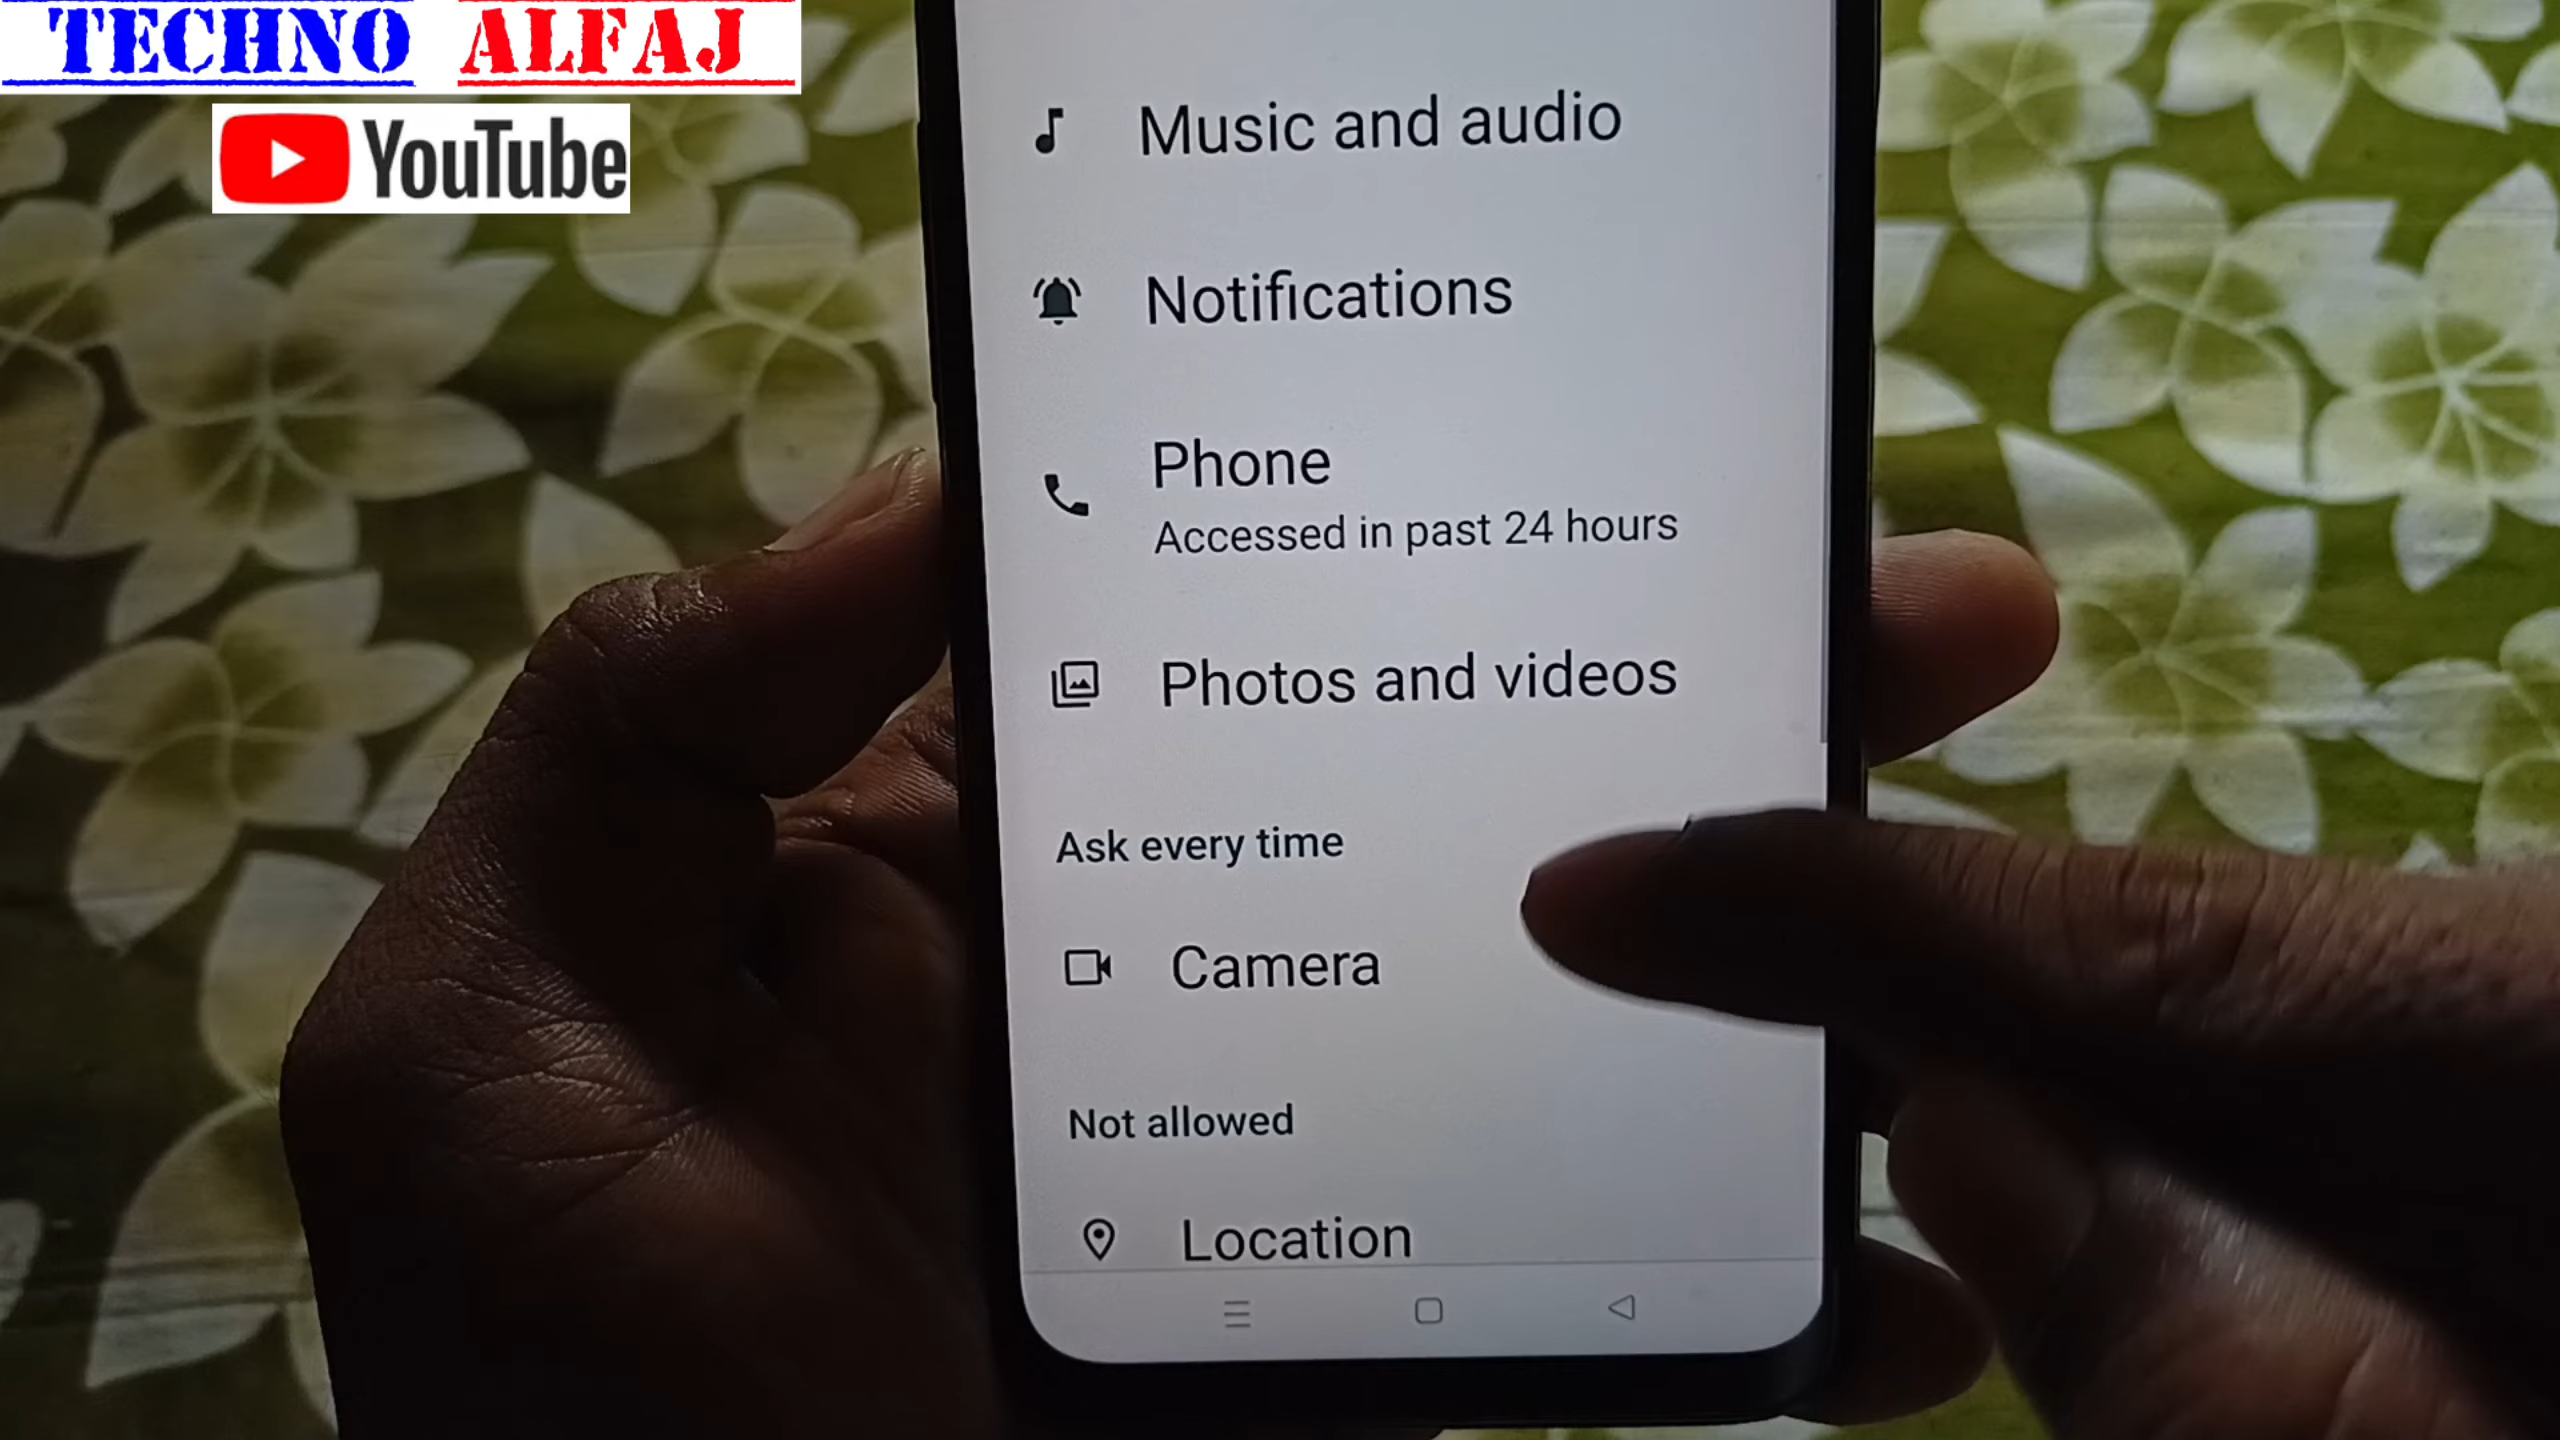 TECHNO ALFAJ
YouTube
Music and audio
Notifications
Phone
Accessed in past 24 hours
Photos and videos
Ask every time
Camera
Not allowed
Location